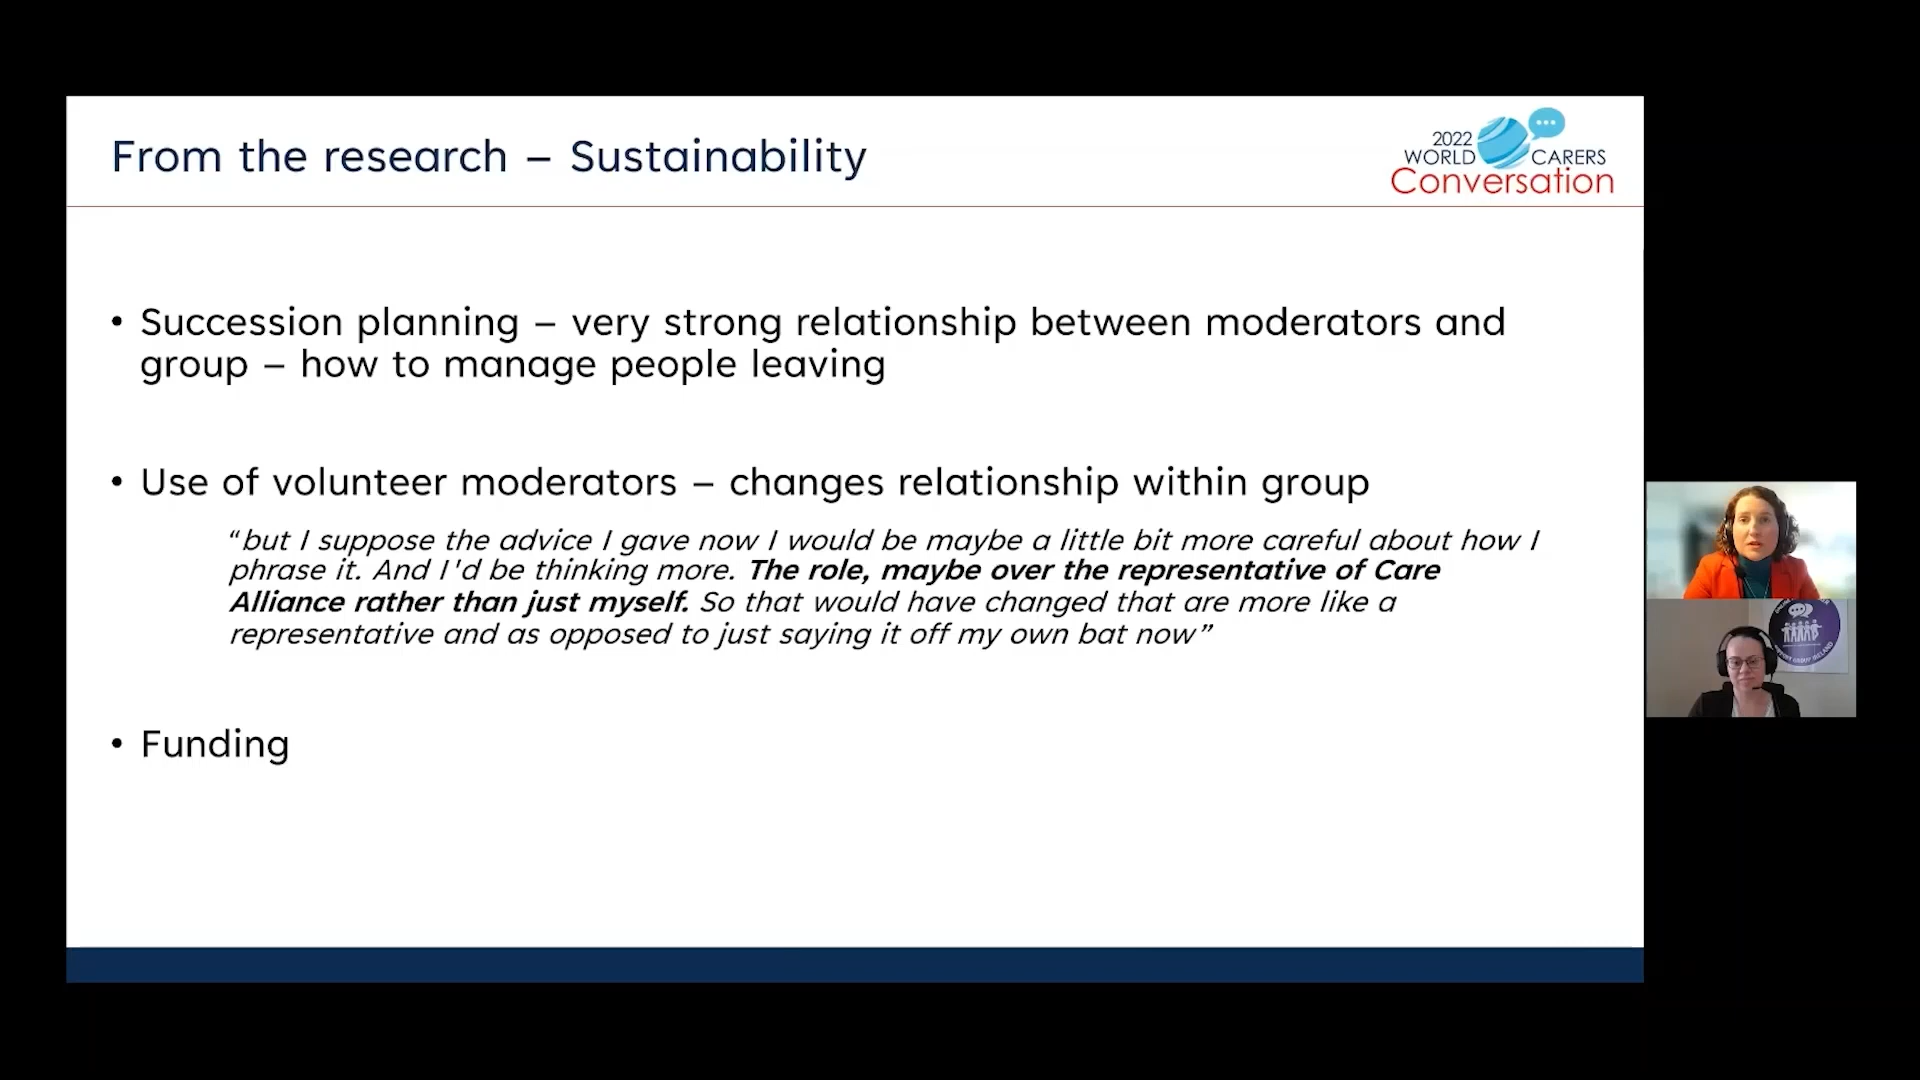 From the research – Sustainability
2022
WORLD CARERS
Conversation
• Succession planning – very strong relationship between moderators and
group – how to manage people leaving
• Use of volunteer moderators – changes relationship within group
“but I suppose the advice I gave now I would be maybe a little bit more careful about how I
phrase it. And I'd be thinking more. The role, maybe over the representative of Care
Alliance rather than just myself. So that would have changed that are more like a
representative and as opposed to just saying it off my own bat now”
• Funding
GROUP IRELAND